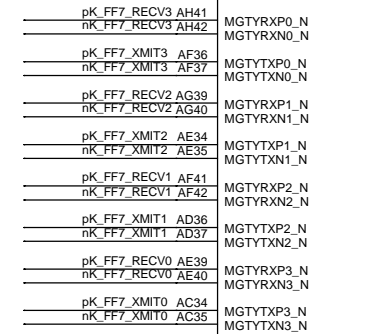 pK_FF7_RECV3 AH41 MGTYRXP0_N
nK_FF7_RECV3 AH42 MGTYRXN0_N
pK_FF7_XMIT3 AF36 MGTYTXP0_N
nK_FF7_XMIT3 AF37 MGTYTXN0_N
pK_FF7_RECV2 AG39 MGTYRXP1_N
nK_FF7_RECV2 AG40 MGTYRXN1_N
pK_FF7_XMIT2 AE34 MGTYTXP1_N
nK_FF7_XMIT2 AE35 MGTYTXN1_N
pK_FF7_RECV1 AF41 MGTYRXP2_N
nK_FF7_RECV1 AF42 MGTYRXN2_N
pK_FF7_XMIT1 AD36 MGTYTXP2_N
nK_FF7_XMIT1 AD37 MGTYTXN2_N
pK_FF7_RECV0 AE39 MGTYRXP3_N
nK_FF7_RECV0 AE40 MGTYRXN3_N
pK_FF7_XMIT0 AC34 MGTYTXP3_N
nK_FF7_XMIT0 AC35 MGTYTXN3_N